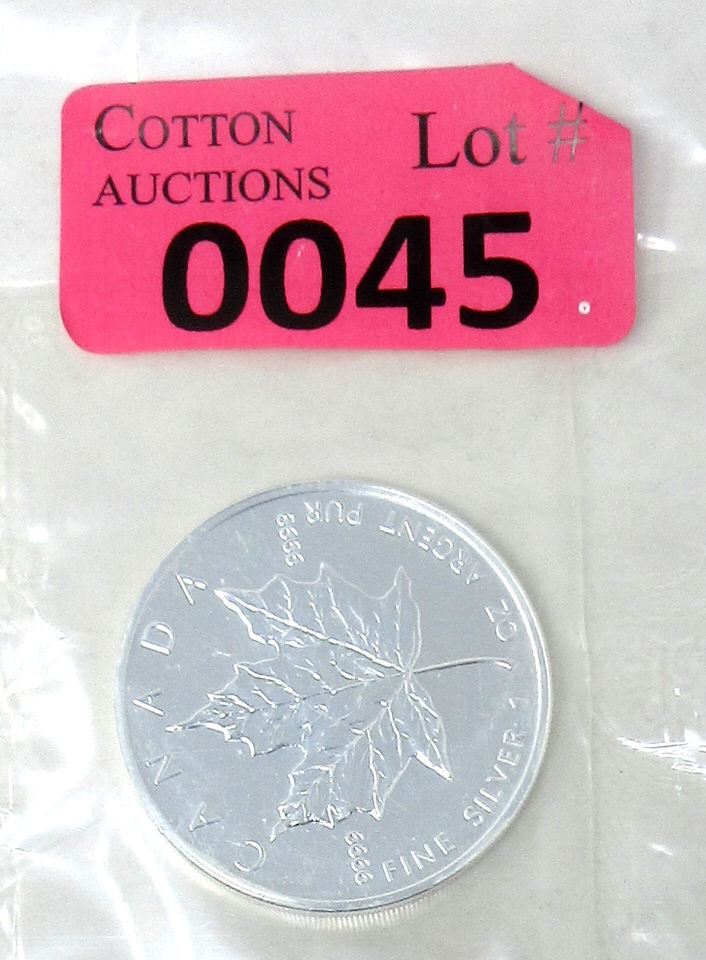 COTTON
AUCTIONS
Lot #
0045
CANADA
9999
FINE SILVER 1 OZ ARGENT PUR
9999